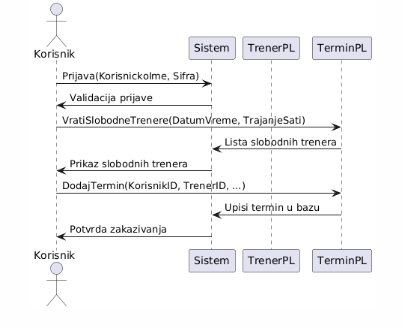 Korisnik
Sistem TrenerPL TerminPL
Prijava(KorisnickoIme, Sifra)
Validacija prijave
VratiSlobodneTrenere(DatumVreme, TrajanjeSati)
Lista slobodnih trenera
Prikaz slobodnih trenera
DodajTermin(KorisnikID, TrenerID, ...)
Upisi termin u bazu
Potvrda zakazivanja
Korisnik
Sistem TrenerPL TerminPL